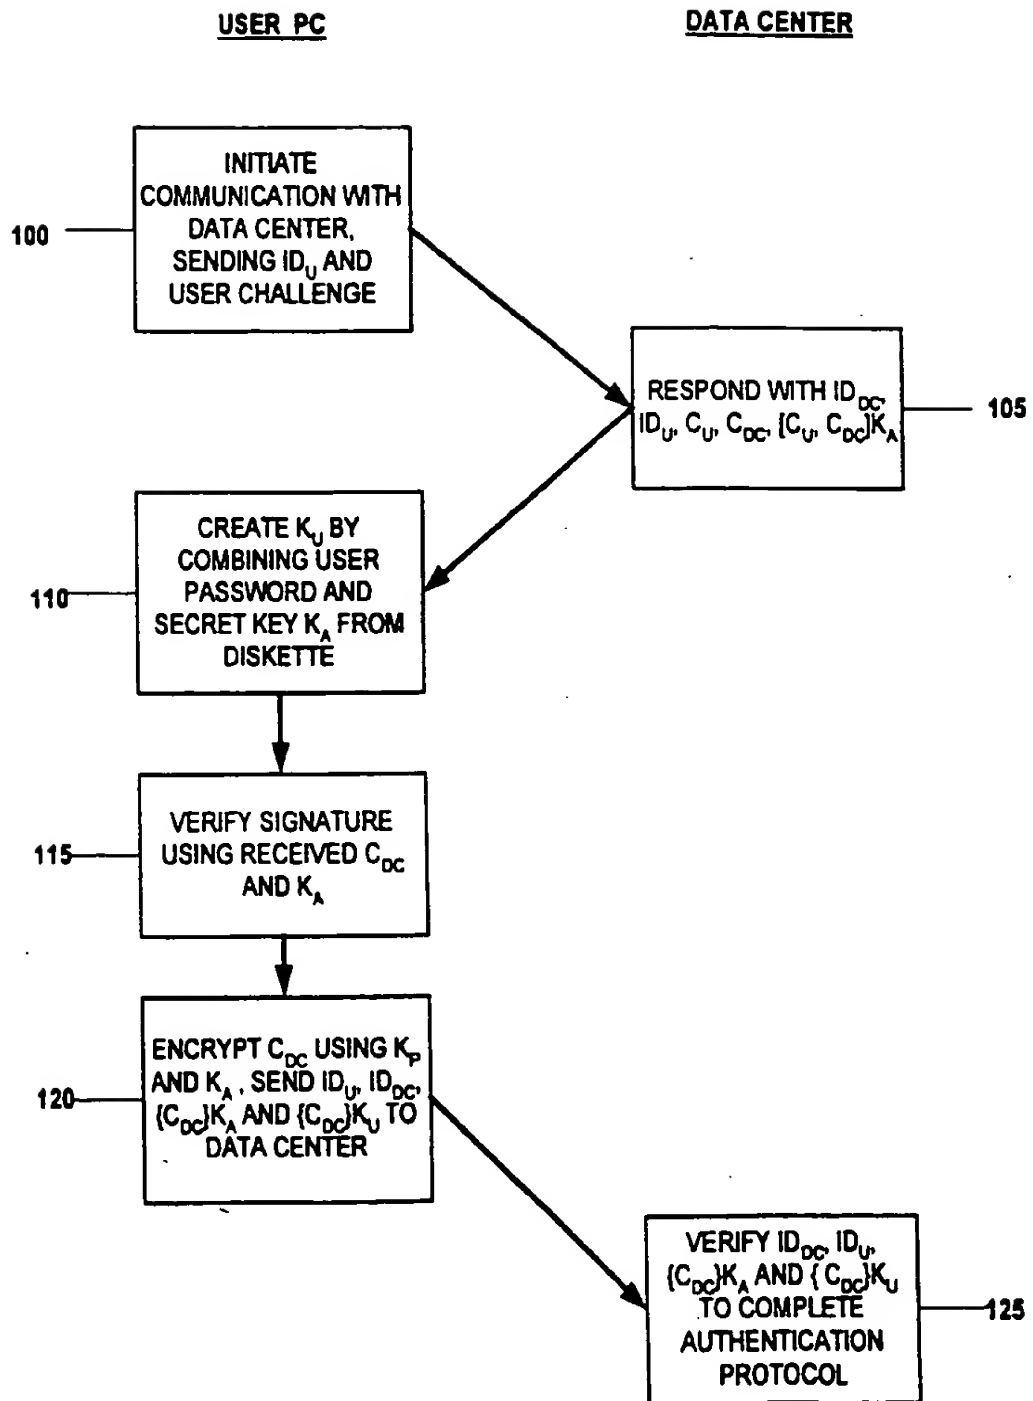 USER PC
DATA CENTER
100
INITIATE
COMMUNICATION WITH
DATA CENTER,
SENDING ID_U AND
USER CHALLENGE
RESPOND WITH ID_DC,
ID_U, C_U, C_DC, [C_U, C_DC]K_A
105
110
CREATE K_U BY
COMBINING USER
PASSWORD AND
SECRET KEY K_A FROM
DISKETTE
115
VERIFY SIGNATURE
USING RECEIVED C_DC
AND K_A
120
ENCRYPT C_DC USING K_P
AND K_A, SEND ID_U, ID_DC,
{C_DC}K_A AND {C_DC}K_U TO
DATA CENTER
VERIFY ID_DC, ID_U,
{C_DC}K_A AND { C_DC}K_U
TO COMPLETE
AUTHENTICATION
PROTOCOL
125